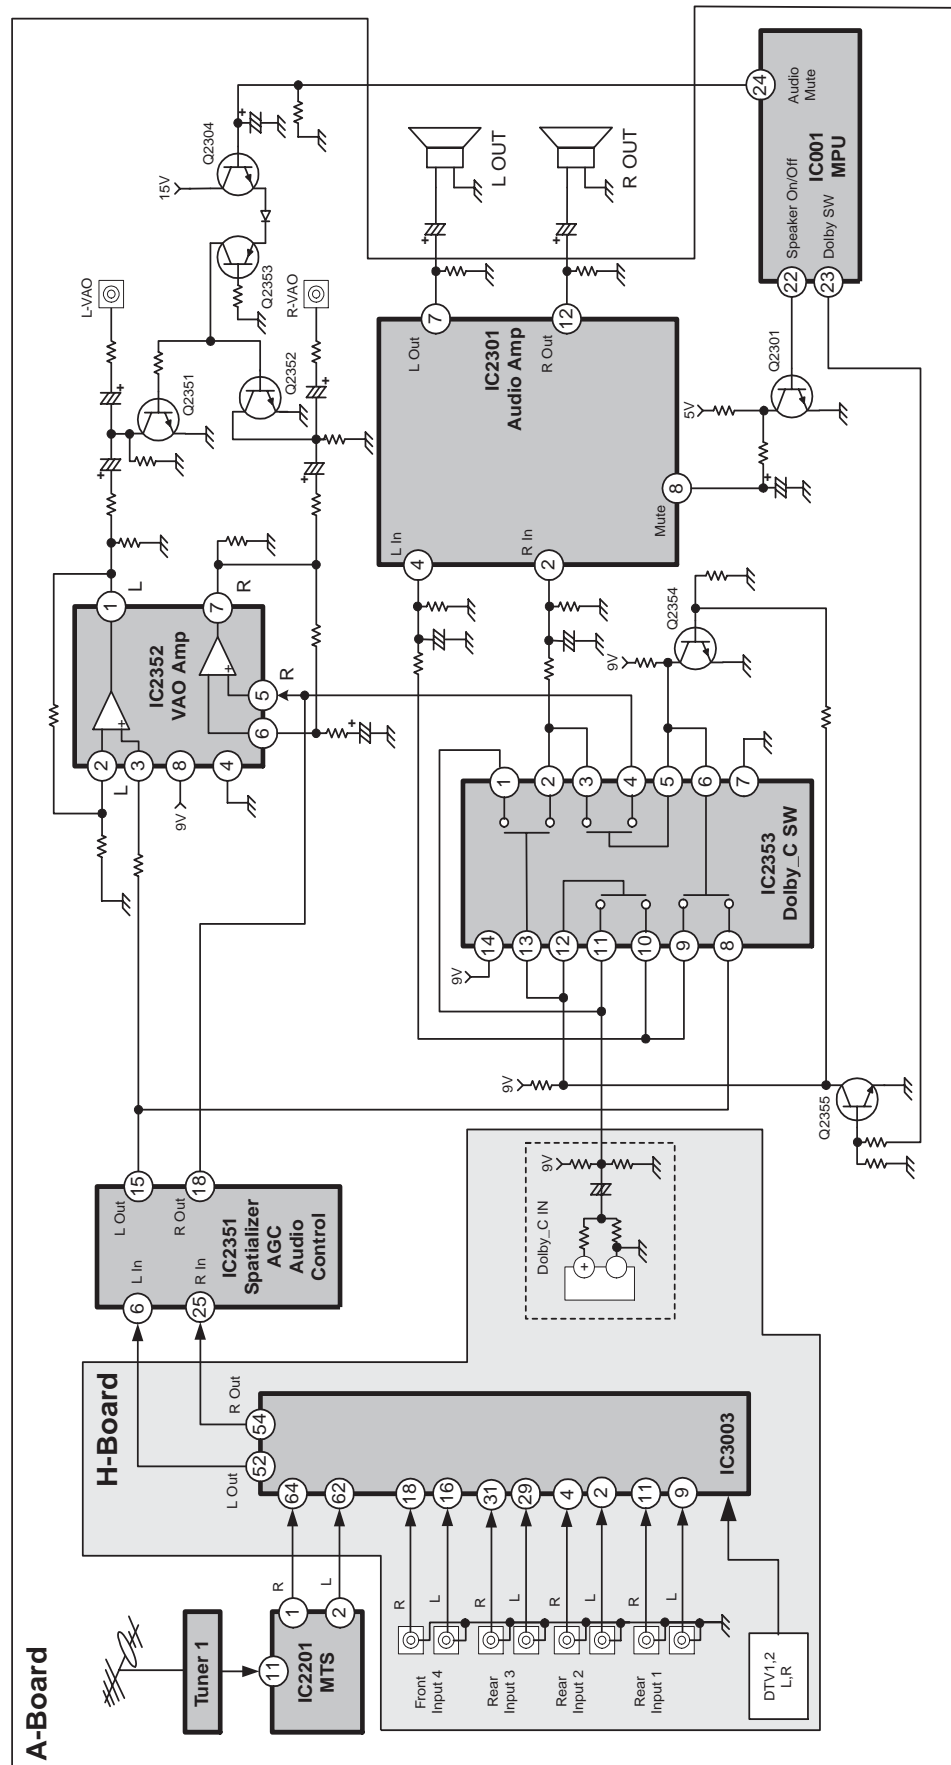 A-Board
Tuner 1
11
IC2201
MTS
1
2
R
L
H-Board
L Out
R Out
52
54
64
62
18
16
31
29
4
2
11
9
IC3003
R
L
R
L
R
L
R
L
Front
Input 4
Rear
Input 3
Rear
Input 2
Rear
Input 1
DTV1,2
L,R
6
25
L In
R In
IC2351
Spatializer
AGC
Audio
Control
L Out
R Out
15
18
Dolby_C IN
9V
+
9V
9V
14
13
12
11
10
9
8
IC2353
Dolby_C SW
1
2
3
4
5
6
7
Q2355
9V
Q2354
L
2
3
8
4
9V
+
+
IC2352
VAO Amp
1
7
6
5
L
R
R
+
+
+
+
+
Q2351
Q2352
L-VAO
R-VAO
Q2353
15V
Q2304
+
4
2
L In
R In
IC2301
Audio Amp
Mute
8
L Out
R Out
7
12
+
+
L OUT
R OUT
+
5V
Q2301
22
23
Speaker On/Off
Dolby SW
IC001
MPU
Audio
Mute
24